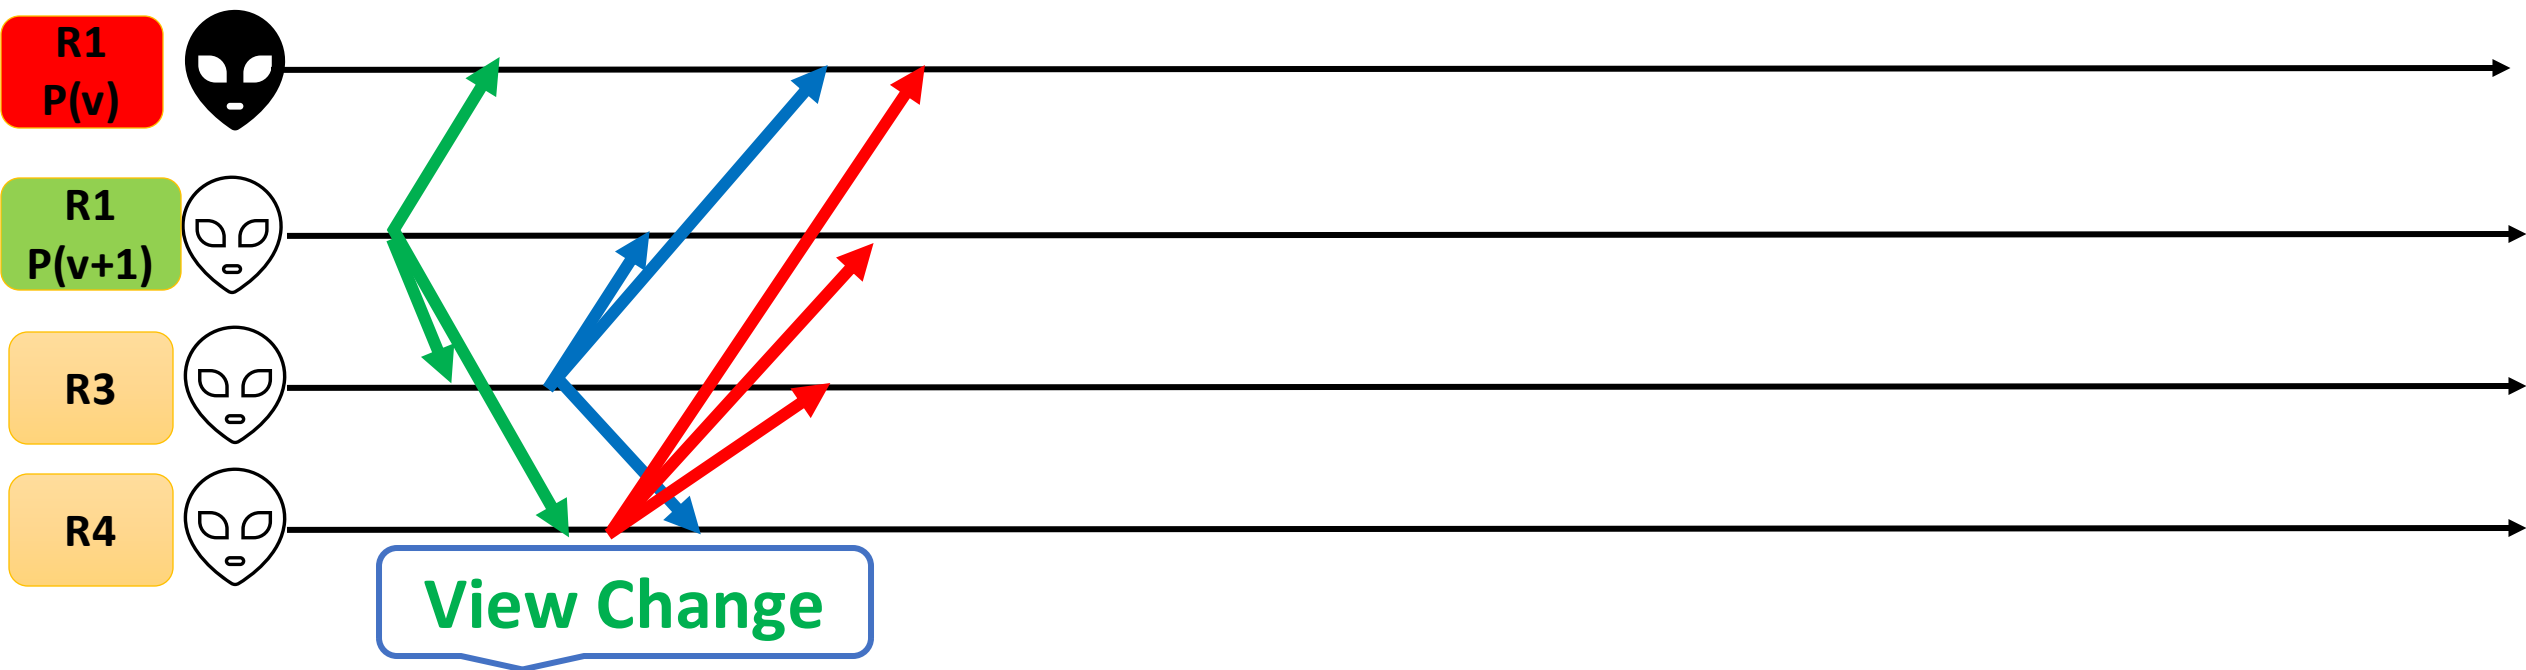 R1
P(v)
R1
P(v+1)
R3
R4
View Change